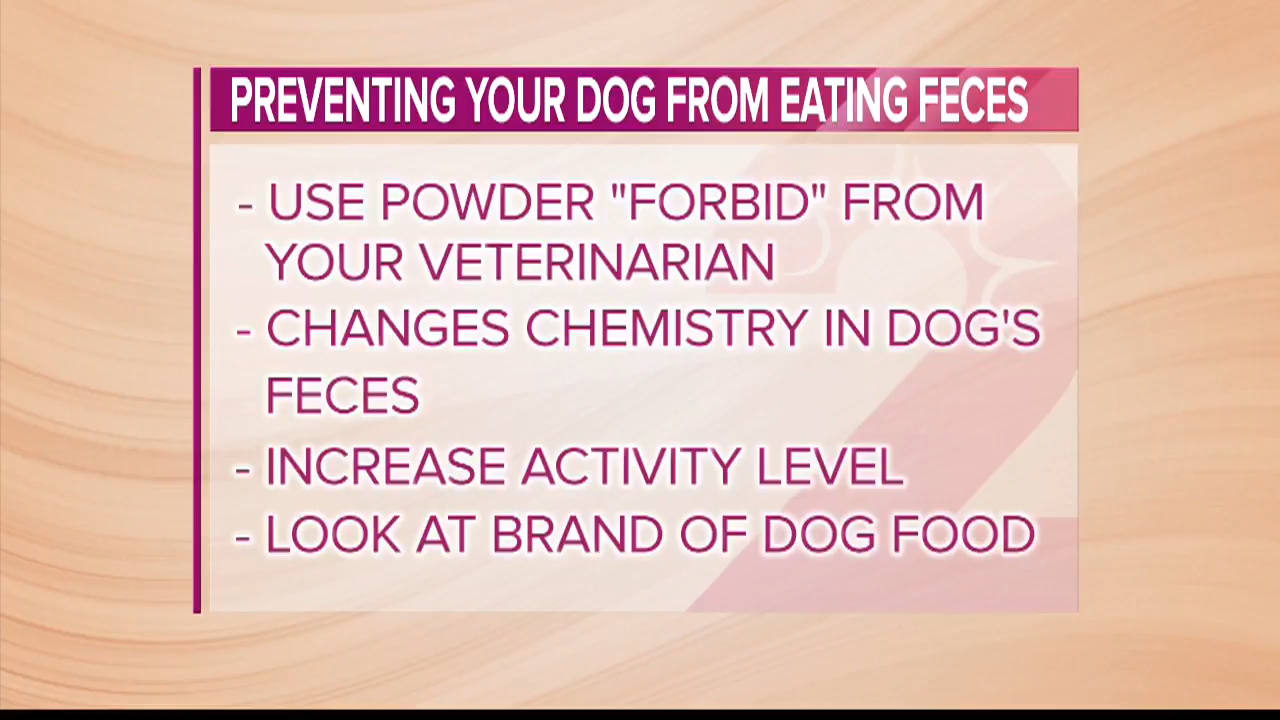 PREVENTING YOUR DOG FROM EATING FECES
- USE POWDER "FORBID" FROM
YOUR VETERINARIAN
- CHANGES CHEMISTRY IN DOG'S
FECES
- INCREASE ACTIVITY LEVEL
- LOOK AT BRAND OF DOG FOOD